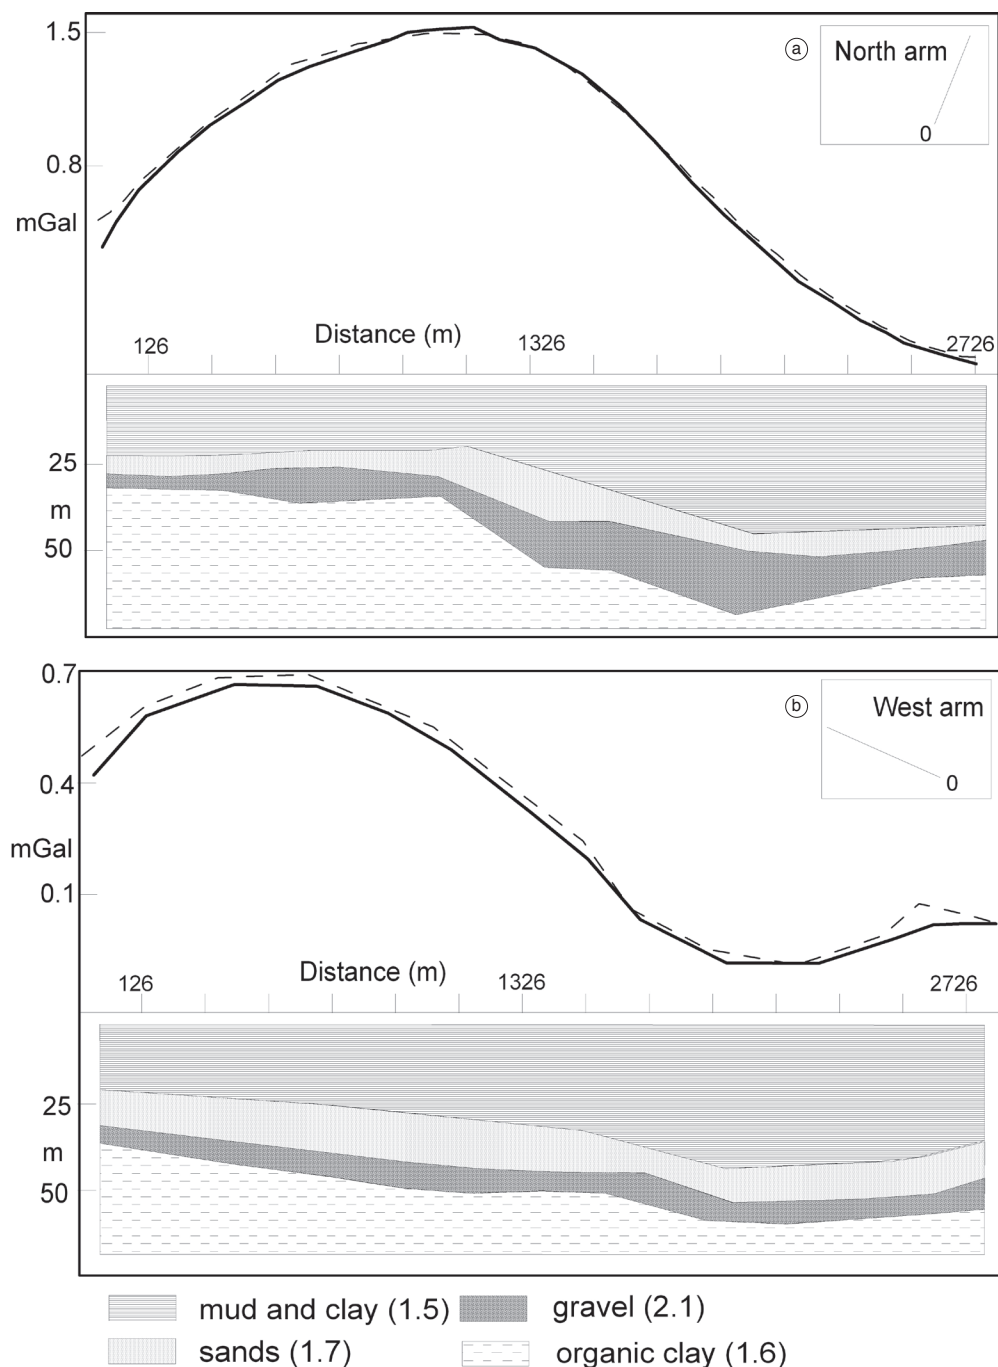 1.5
a
North arm
0
0.8
mGal
Distance (m)
126
1326
2726
25
m
50
0.7
b
West arm
0
0.4
mGal
0.1
Distance (m)
126
1326
2726
25
m
50
mud and clay (1.5)
gravel (2.1)
sands (1.7)
organic clay (1.6)